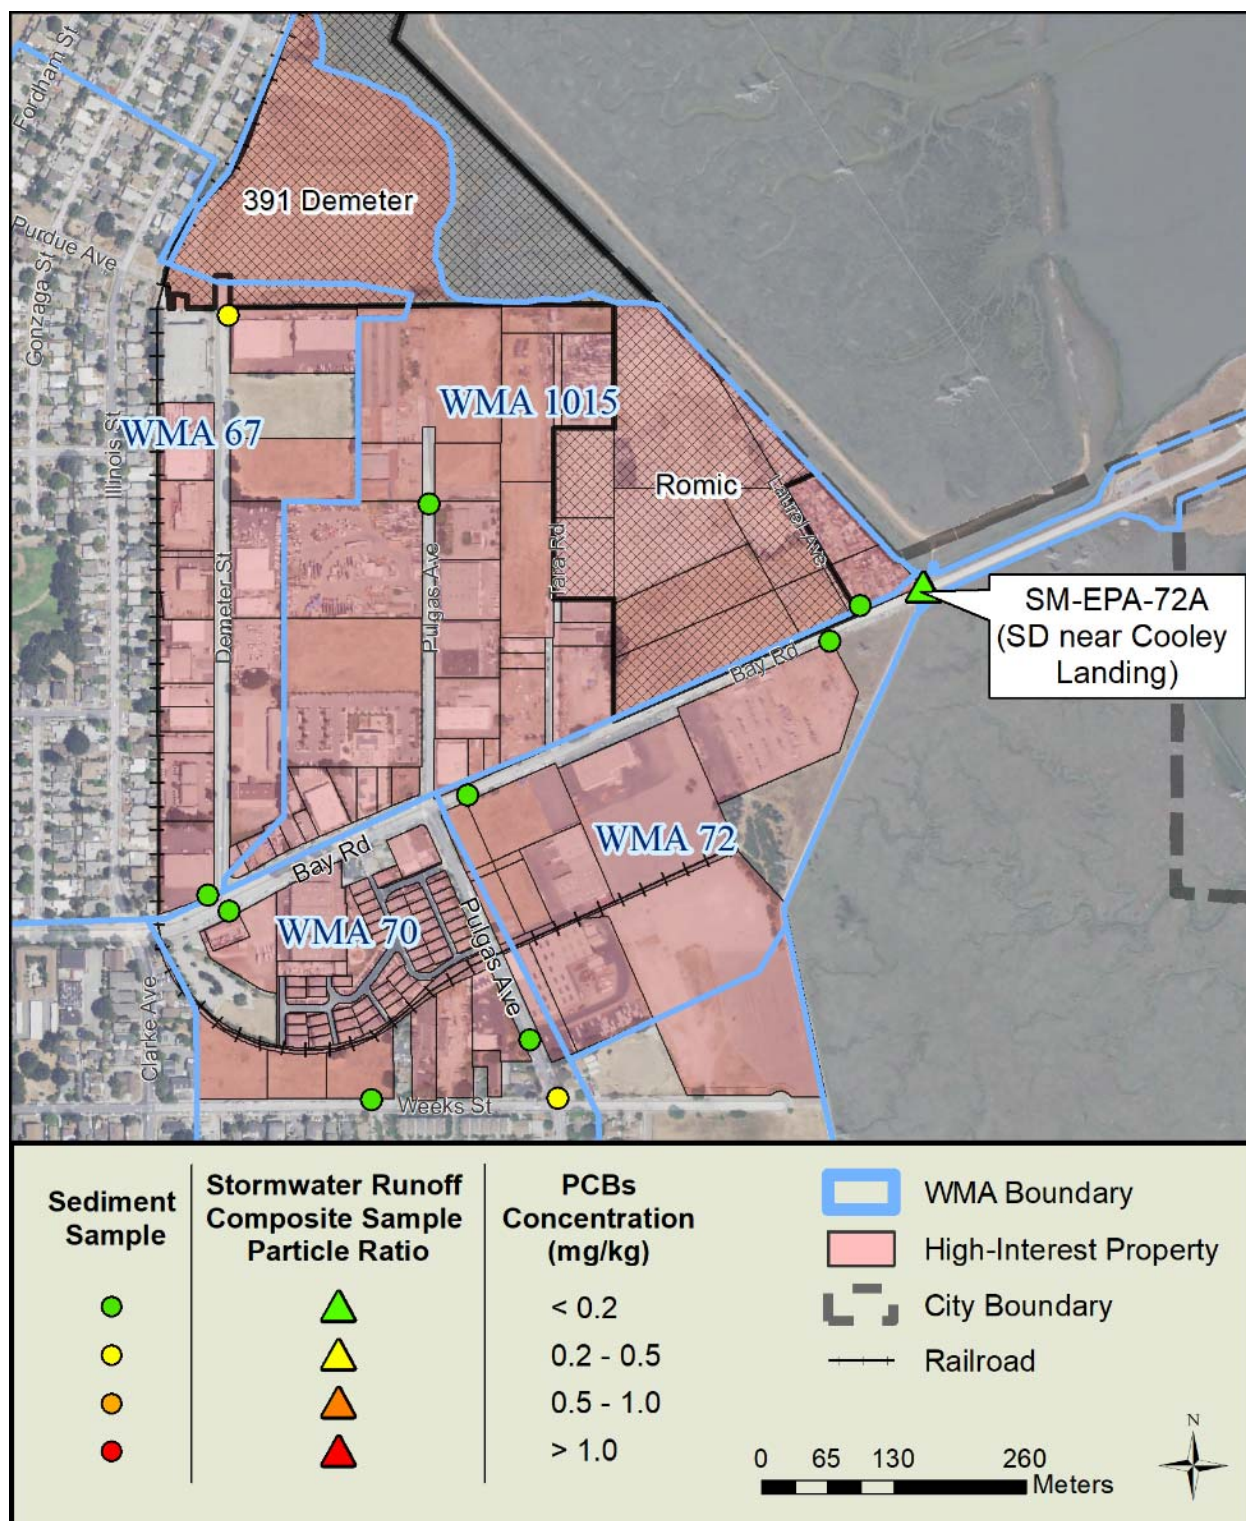 Fordham St
391 Demeter
Purdue Ave
Gonzaga St
WMA 1015
WMA 67
Illinois St
Romic
Laurel Ave
Demeter St
Pulgas Ave
Tara Rd
SM-EPA-72A
(SD near Cooley
Landing)
Bay Rd
WMA 72
Bay Rd
WMA 70
Pulgas Ave
Clarke Ave
Weeks St
Sediment
Sample
Stormwater Runoff
Composite Sample
Particle Ratio
PCBs
Concentration
(mg/kg)
< 0.2
0.2 - 0.5
0.5 - 1.0
> 1.0
WMA Boundary
High-Interest Property
City Boundary
Railroad
N
0 65 130 260
Meters